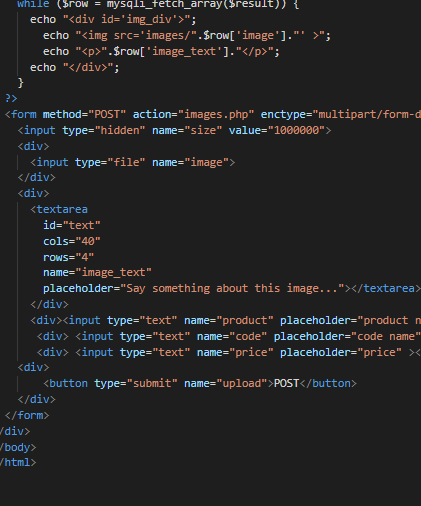 while ($row = mysqli_fetch_array($result)) {
echo "<div id='img_div'>";
echo "<img src='images/".$row['image']."' >";
echo "<p>".$row['image_text']."</p>";
echo "</div>";
}
?>
<form method="POST" action="images.php" enctype="multipart/form-d
<input type="hidden" name="size" value="1000000">
<div>
<input type="file" name="image">
</div>
<div>
<textarea
id="text"
cols="40"
rows="4"
name="image_text"
placeholder="Say something about this image..."></textarea>
</div>
<div><input type="text" name="product" placeholder="product n
<div> <input type="text" name="code" placeholder="code name"
<div> <input type="text" name="price" placeholder="price" ><
<div>
<button type="submit" name="upload">POST</button>
</div>
</form>
/div>
/body>
/html>